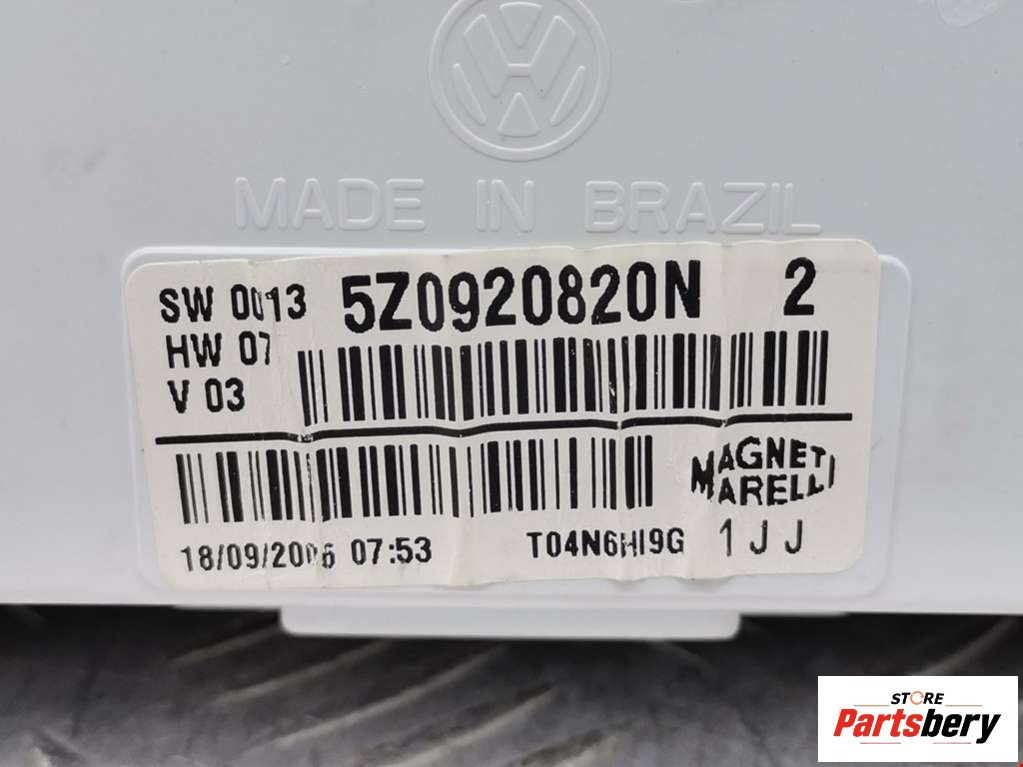 MADE IN BRAZIL
SW 0013 5Z0920820N 2
HW 07
V 03
MAGNETI
MARELLI
18/09/2006 07:53 T04N6HI9G 1JJ
STORE
Partsbery